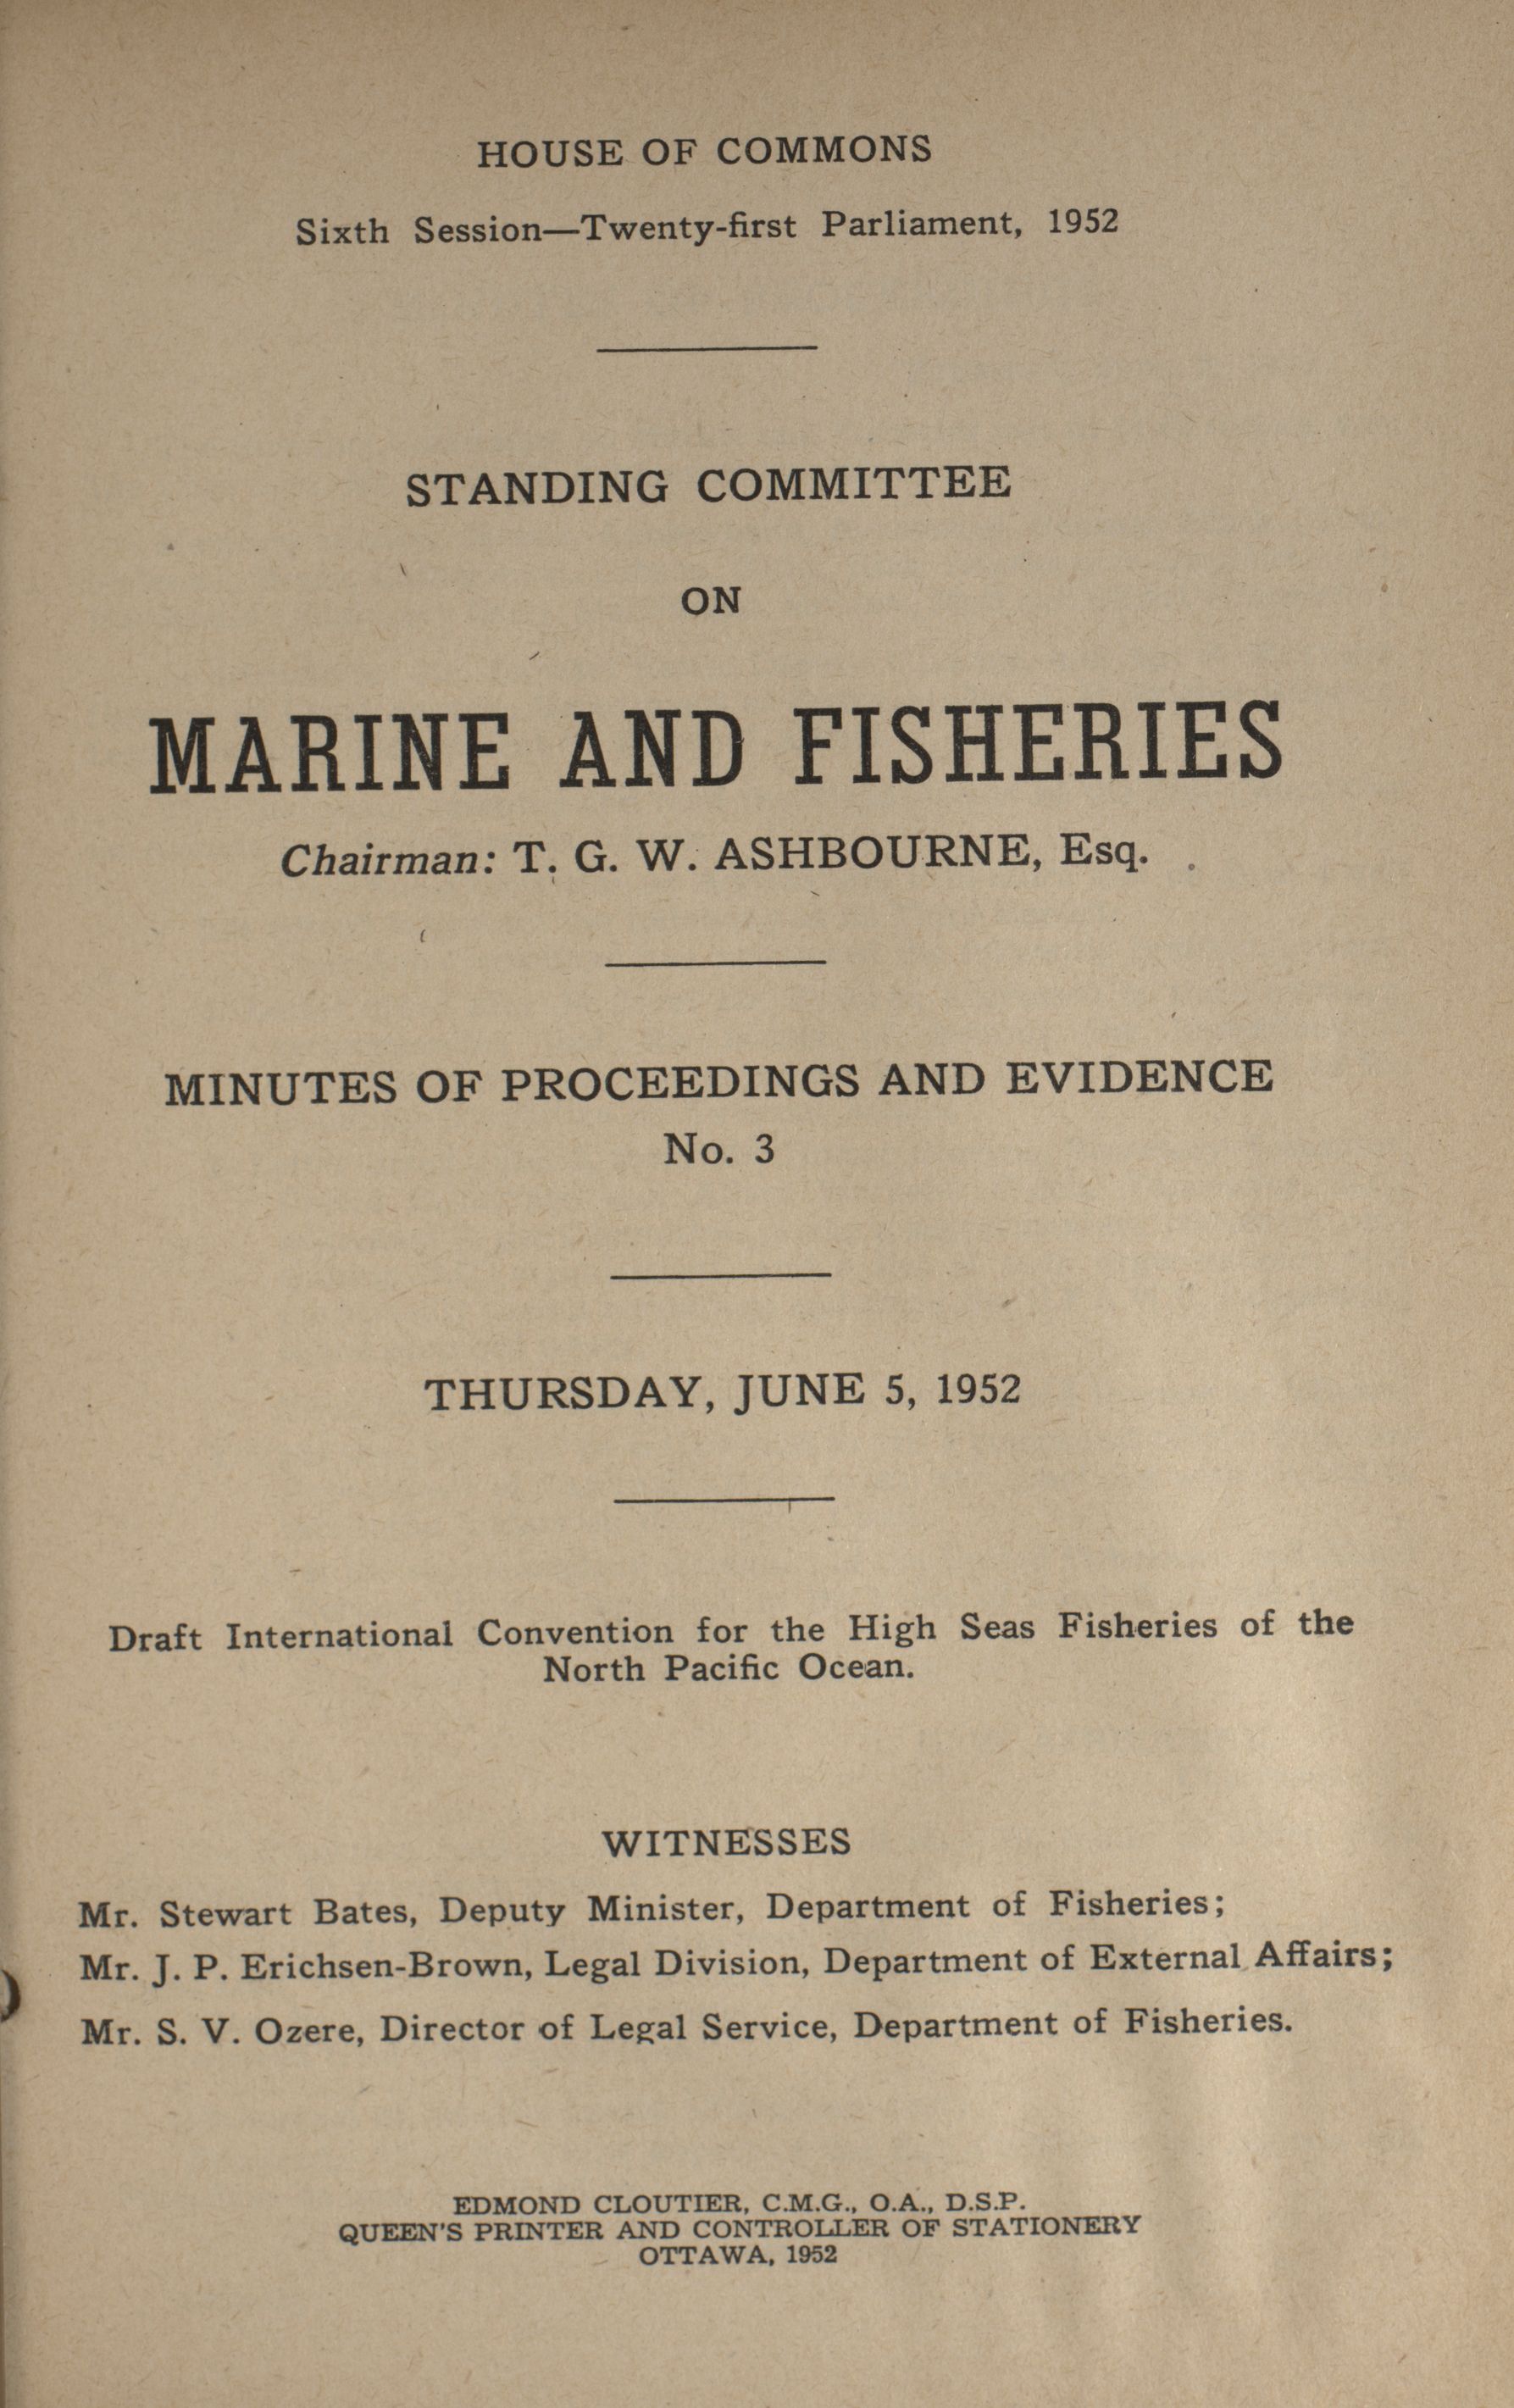 HOUSE OF COMMONS
Sixth Session—Twenty-first Parliament, 1952
STANDING COMMITTEE
ON
MARINE AND FISHERIES
Chairman: T. G. W. ASHBOURNE, Esq.
MINUTES OF PROCEEDINGS AND EVIDENCE
No. 3
THURSDAY, JUNE 5, 1952
Draft International Convention for the High Seas Fisheries of the
North Pacific Ocean.
WITNESSES
Mr. Stewart Bates, Deputy Minister, Department of Fisheries;
Mr. J. P. Erichsen-Brown, Legal Division, Department of External Affairs;
Mr. S. V. Ozere, Director of Legal Service, Department of Fisheries.
EDMOND CLOUTIER, C.M.G., O.A., D.S.P.
QUEEN'S PRINTER AND CONTROLLER OF STATIONERY
OTTAWA, 1952